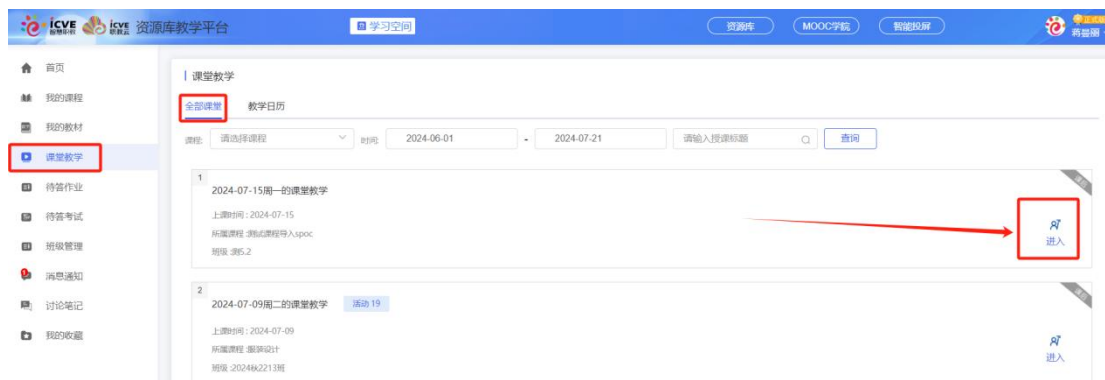 icve 智慧职教 icve 职教云 资源库教学平台 学习空间 资源库 MOOC学院 智能投屏
首页
我的课程
我的教材
课堂教学
待答作业
待答考试
班级管理
消息通知
讨论笔记
我的收藏
课堂教学
全部课堂 教学日历
课程: 请选择课程 时间: 2024-06-01 - 2024-07-21 请输入授课标题 查询
1
2024-07-15周一的课堂教学
上课时间 : 2024-07-15
所属课程 :测试课程导入spoc
班级 :测5.2
进入
2
2024-07-09周二的课堂教学 活动 19
上课时间 : 2024-07-09
所属课程 :服装设计
班级 :2024秋2213班
进入